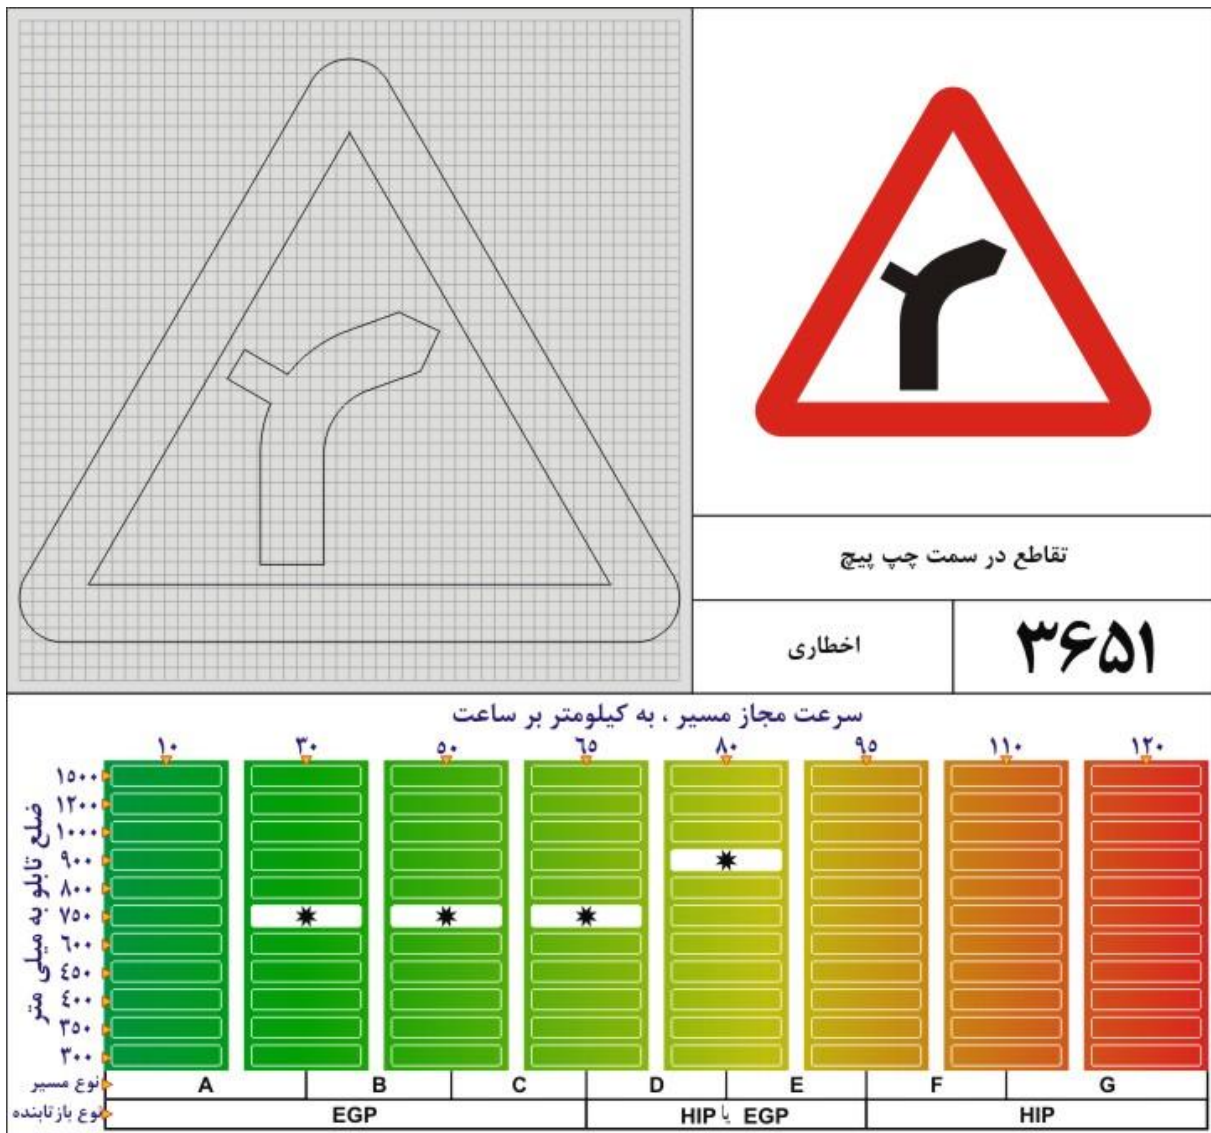 تقاطع در سمت چپ پیچ
۳۶۵۱
اخطاری
سرعت مجاز مسیر ، به کیلومتر بر ساعت
۱۰ ۳۰ ۵۰ ۶۵ ۸۰ ۹۵ ۱۱۰ ۱۲۰
ضلع تابلو به میلی متر
۱۵۰۰
۱۲۰۰
۱۰۰۰
۹۰۰
۸۰۰
۷۵۰
۶۰۰
٤۵۰
٤۰۰
۳۵۰
۳۰۰
نوع مسیر
A B C D E F G
نوع بازتابنده
EGP HIP یا EGP HIP